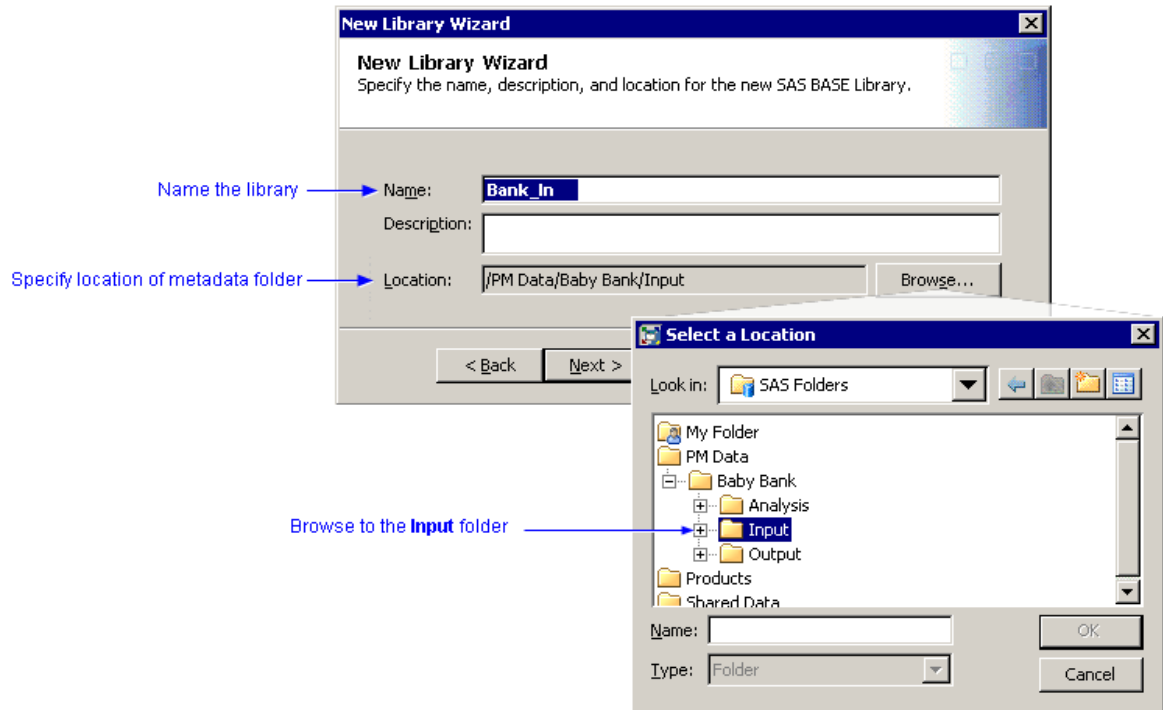 New Library Wizard
New Library Wizard
Specify the name, description, and location for the new SAS BASE Library.
Name the library
Name:
Bank_In
Description:
Specify location of metadata folder
Location:
/PM Data/Baby Bank/Input
Browse...
< Back
Next >
Select a Location
Look in:
SAS Folders
My Folder
PM Data
Baby Bank
Analysis
Browse to the Input folder
Input
Output
Products
Shared Data
Name:
OK
Type:
Folder
Cancel